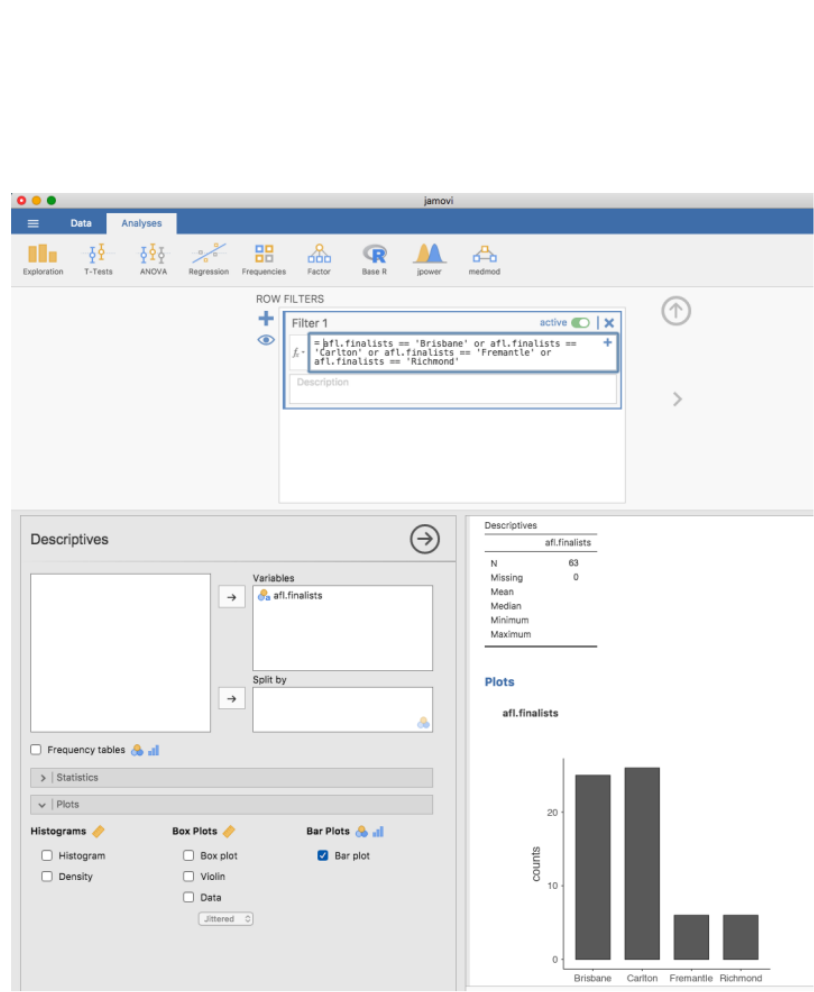 jamovi
Data Analyses
Exploration T-Tests ANOVA Regression Frequencies Factor Base R jpower medmod
ROW FILTERS
Filter 1 active
= afl.finalists == 'Brisbane' or afl.finalists ==
'Carlton' or afl.finalists == 'Fremantle' or
afl.finalists == 'Richmond'
Description
Descriptives
Variables
afl.finalists
Split by
Frequency tables
Statistics
Plots
Histograms Box Plots Bar Plots
Histogram Box plot Bar plot
Density Violin
Data
Jittered
Descriptives
afl.finalists
N 63
Missing 0
Mean
Median
Minimum
Maximum
Plots
afl.finalists
20
10
0
counts
Brisbane Carlton Fremantle Richmond